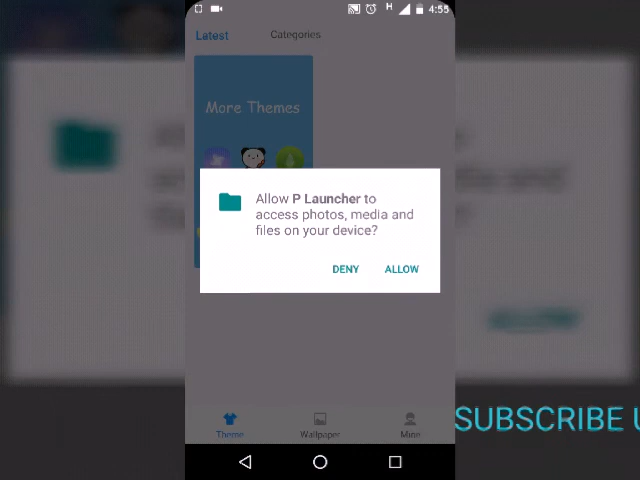 H 4:55
Latest Categories
More Themes
Allow P Launcher to
access photos, media and
files on your device?
DENY ALLOW
Theme Wallpaper Mine
SUBSCRIBE